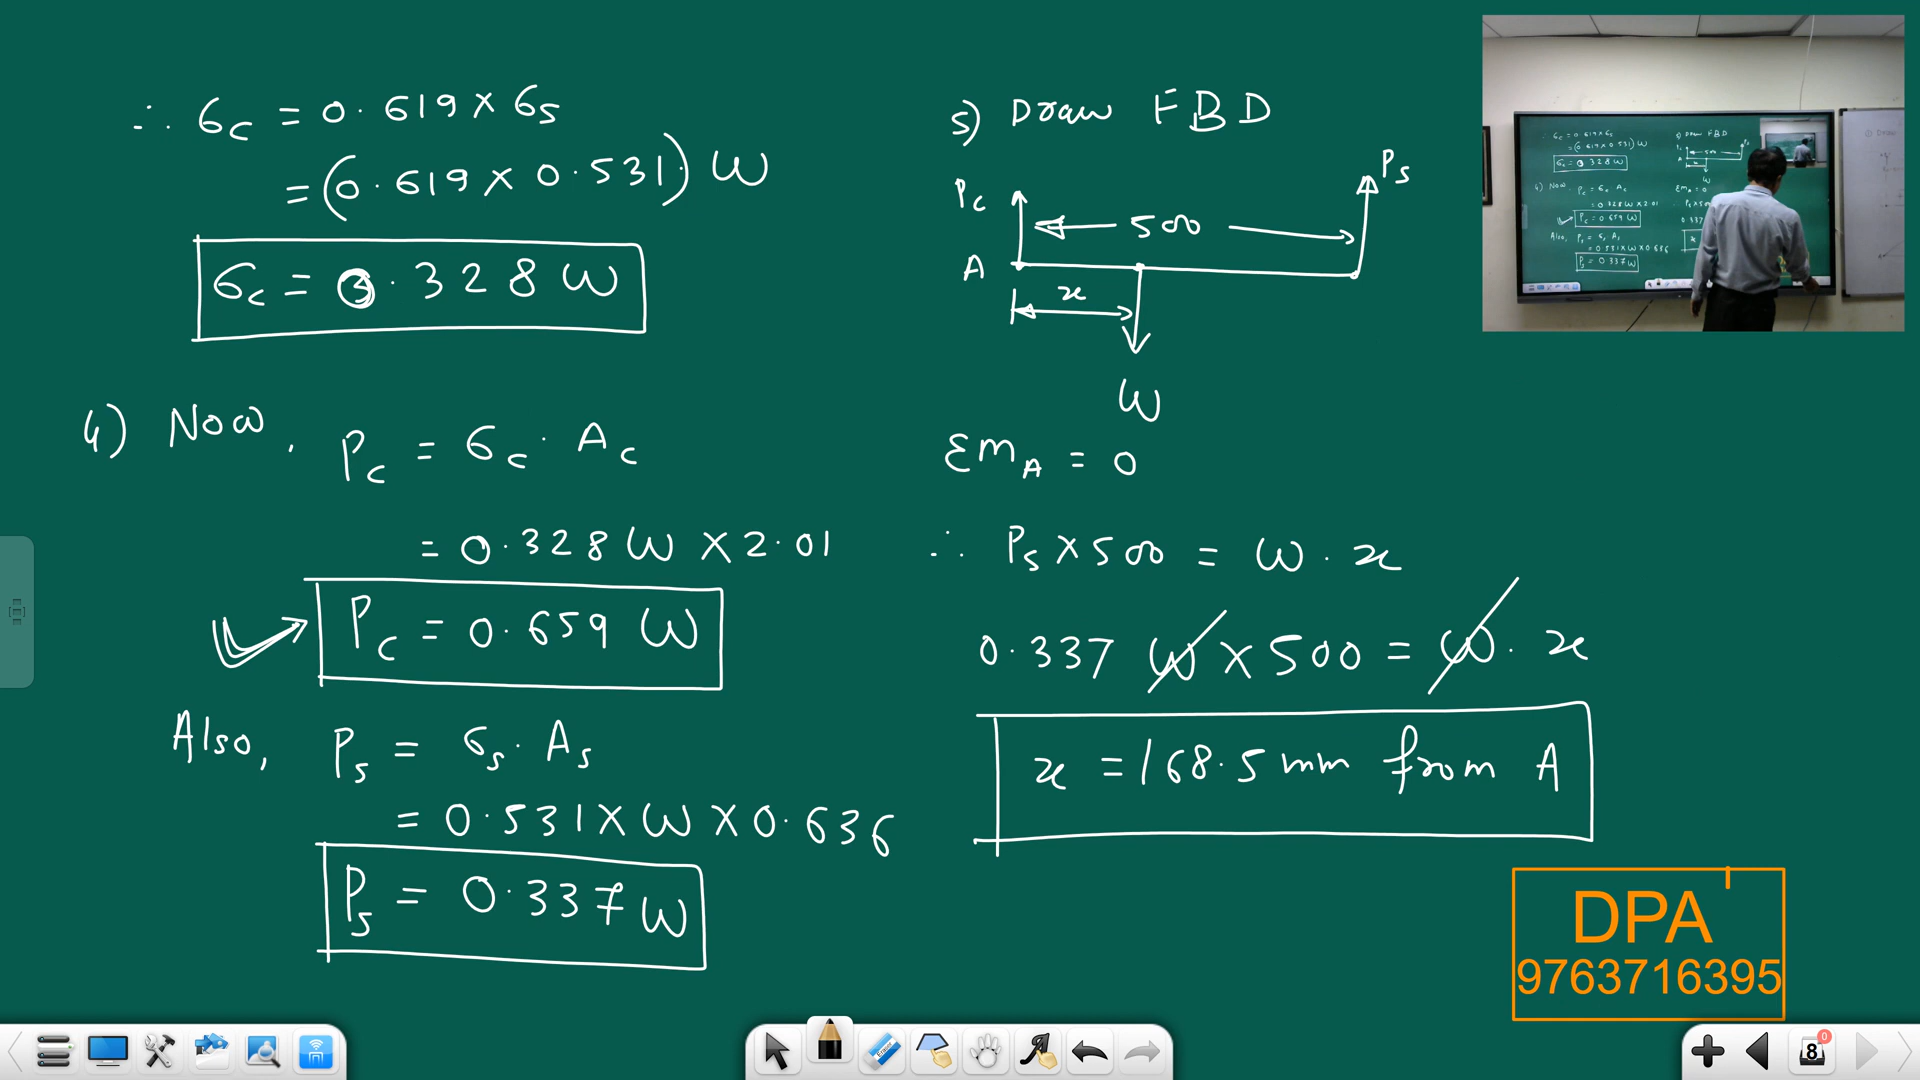 ∴ σc = 0.619 × σs
= (0.619 × 0.531) W
σc = 0.328 W
4) Now, Pc = σc · Ac
= 0.328 W × 2.01
Pc = 0.659 W
Also, Ps = σs · As
= 0.531 × W × 0.636
Ps = 0.337 W
5) Draw FBD
Pc
Ps
500
A
x
W
ΣmA = 0
∴ Ps × 500 = W · x
0.337 W × 500 = W · x
x = 168.5 mm from A
DPA
9763716395
8
0